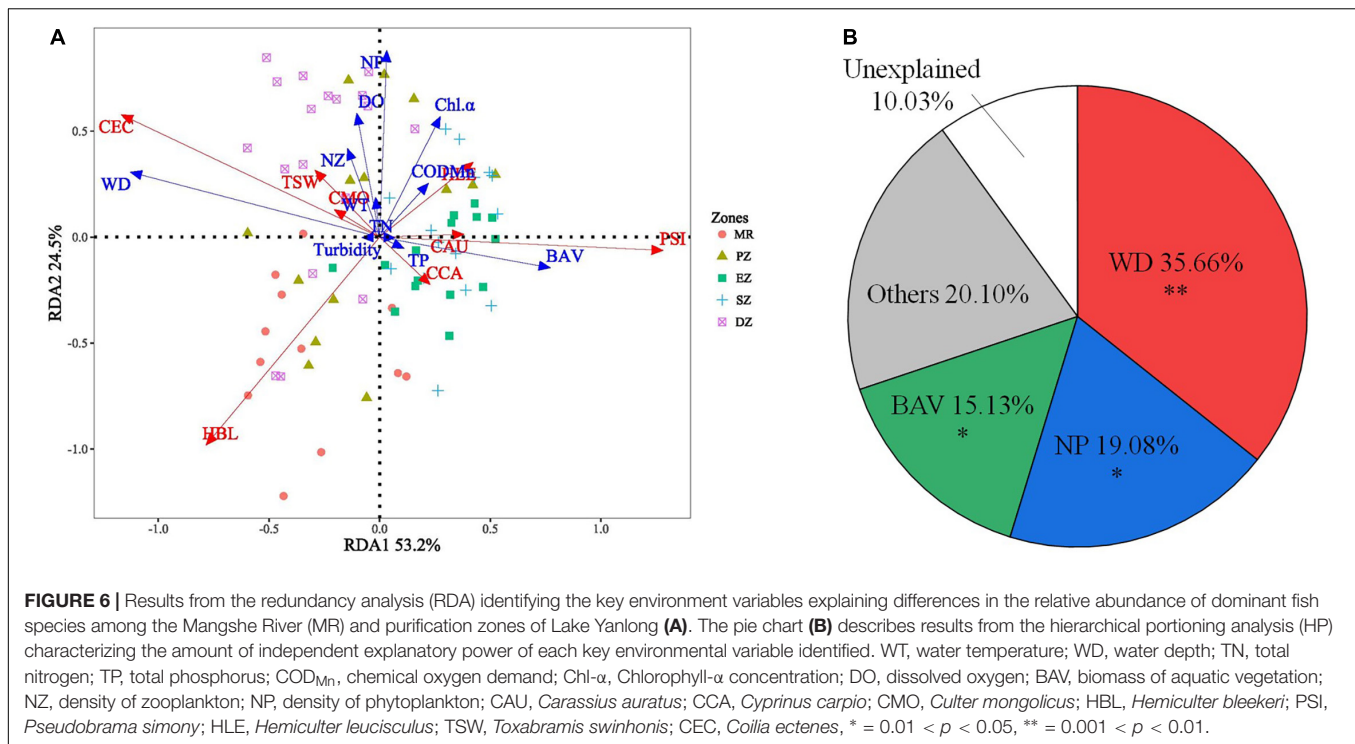 A
B
1.0
0.5
0.0
-0.5
-1.0
-1.0
-0.5
0.0
0.5
1.0
RDA2 24.5%
RDA1 53.2%
NP
DO
Chl.α
CEC
NZ
WD
TSW
CODMn
HLE
CMO
WT
TN
Turbidity
TP
CAU
PSI
BAV
CCA
HBL
Zones
MR
PZ
EZ
SZ
DZ
Unexplained
10.03%
WD 35.66%
**
Others 20.10%
BAV 15.13%
*
NP 19.08%
*
FIGURE 6 | Results from the redundancy analysis (RDA) identifying the key environment variables explaining differences in the relative abundance of dominant fish
species among the Mangshe River (MR) and purification zones of Lake Yanlong (A). The pie chart (B) describes results from the hierarchical portioning analysis (HP)
characterizing the amount of independent explanatory power of each key environmental variable identified. WT, water temperature; WD, water depth; TN, total
nitrogen; TP, total phosphorus; CODMn, chemical oxygen demand; Chl-α, Chlorophyll-α concentration; DO, dissolved oxygen; BAV, biomass of aquatic vegetation;
NZ, density of zooplankton; NP, density of phytoplankton; CAU, Carassius auratus; CCA, Cyprinus carpio; CMO, Culter mongolicus; HBL, Hemiculter bleekeri; PSI,
Pseudobrama simony; HLE, Hemiculter leucisculus; TSW, Toxabramis swinhonis; CEC, Coilia ectenes, * = 0.01 < p < 0.05, ** = 0.001 < p < 0.01.